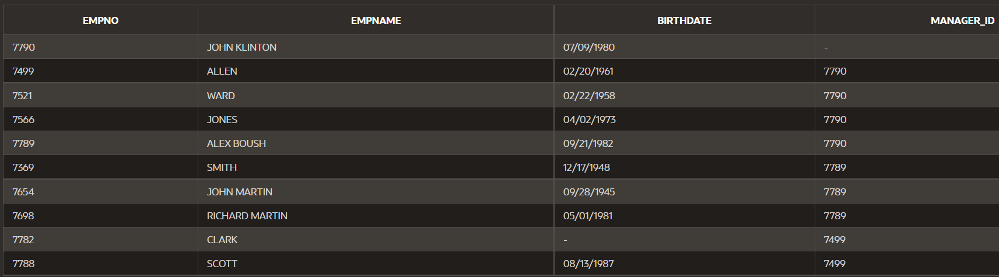 EMPNO EMPNAME BIRTHDATE MANAGER_ID
7790 JOHN KLINTON 07/09/1980 -
7499 ALLEN 02/20/1961 7790
7521 WARD 02/22/1958 7790
7566 JONES 04/02/1973 7790
7789 ALEX BOUSH 09/21/1982 7790
7369 SMITH 12/17/1948 7789
7654 JOHN MARTIN 09/28/1945 7789
7698 RICHARD MARTIN 05/01/1981 7789
7782 CLARK - 7499
7788 SCOTT 08/13/1987 7499